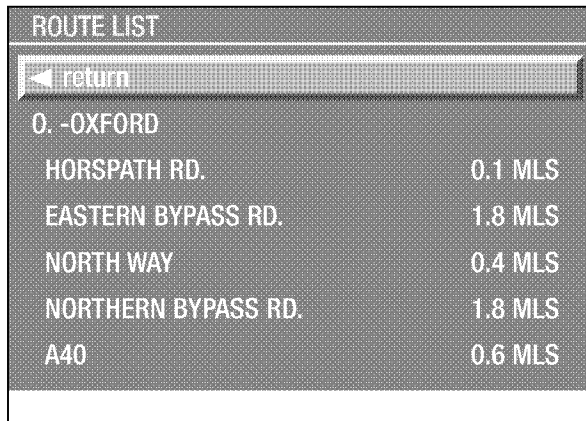 ROUTE LIST
◄ return
O. -OXFORD
HORSPATH RD. 0.1 MLS
EASTERN BYPASS RD. 1.8 MLS
NORTH WAY 0.4 MLS
NORTHERN BYPASS RD. 1.8 MLS
A40 0.6 MLS